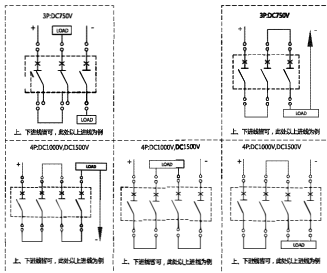 3P:DC750V
+ LOAD -
LOAD
上、下进线皆可，此处以上进线为例
3P:DC750V
+ -
LOAD
上、下进线皆可，此处以上进线为例
4P:DC1000V,DC1500V
+ LOAD
-
上、下进线皆可，此处以上进线为例
4P:DC1000V,DC1500V
+ LOAD -
上、下进线皆可，此处以上进线为例
4P:DC1000V,DC1500V
+ -
LOAD
上、下进线皆可，此处以上进线为例